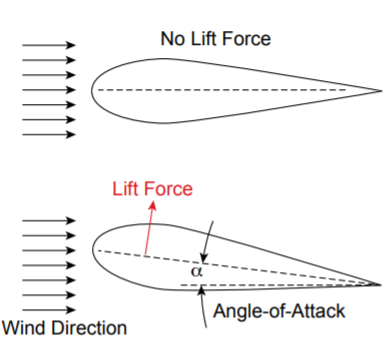 No Lift Force
Lift Force
α
Angle-of-Attack
Wind Direction